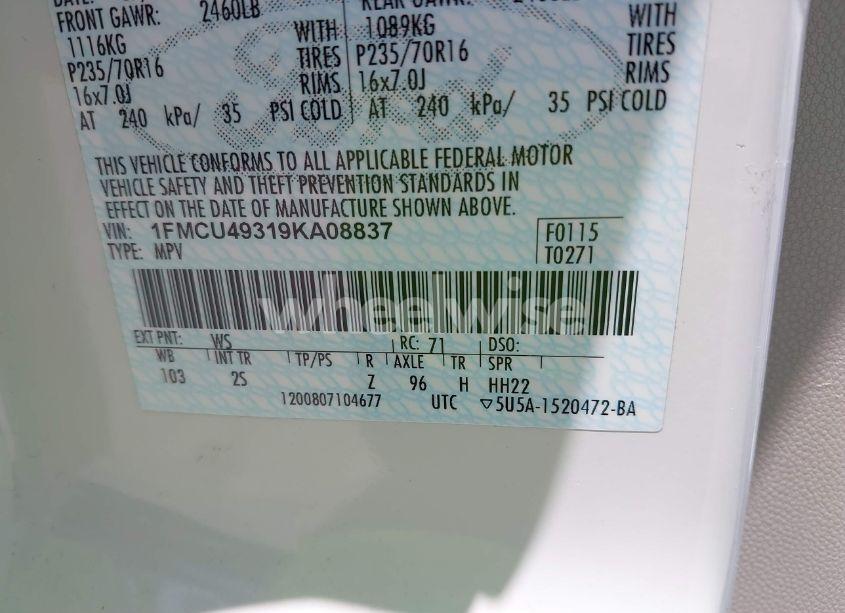 FRONT GAWR: 2460LB
1116KG WITH
P235/70R16 TIRES
16x7.0J RIMS
AT 240 kPa/ 35 PSI COLD
1089KG WITH
P235/70R16 TIRES
16x7.0J RIMS
AT 240 kPa/ 35 PSI COLD
THIS VEHICLE CONFORMS TO ALL APPLICABLE FEDERAL MOTOR
VEHICLE SAFETY AND THEFT PREVENTION STANDARDS IN
EFFECT ON THE DATE OF MANUFACTURE SHOWN ABOVE.
VIN: 1FMCU49319KA08837 F0115
TYPE: MPV T0271
wheelwise
EXT PNT: WS RC: 71 DSO:
WB INT TR TP/PS R AXLE TR SPR
103 2S Z 96 H HH22
1200807104677 UTC ▽5U5A-1520472-BA